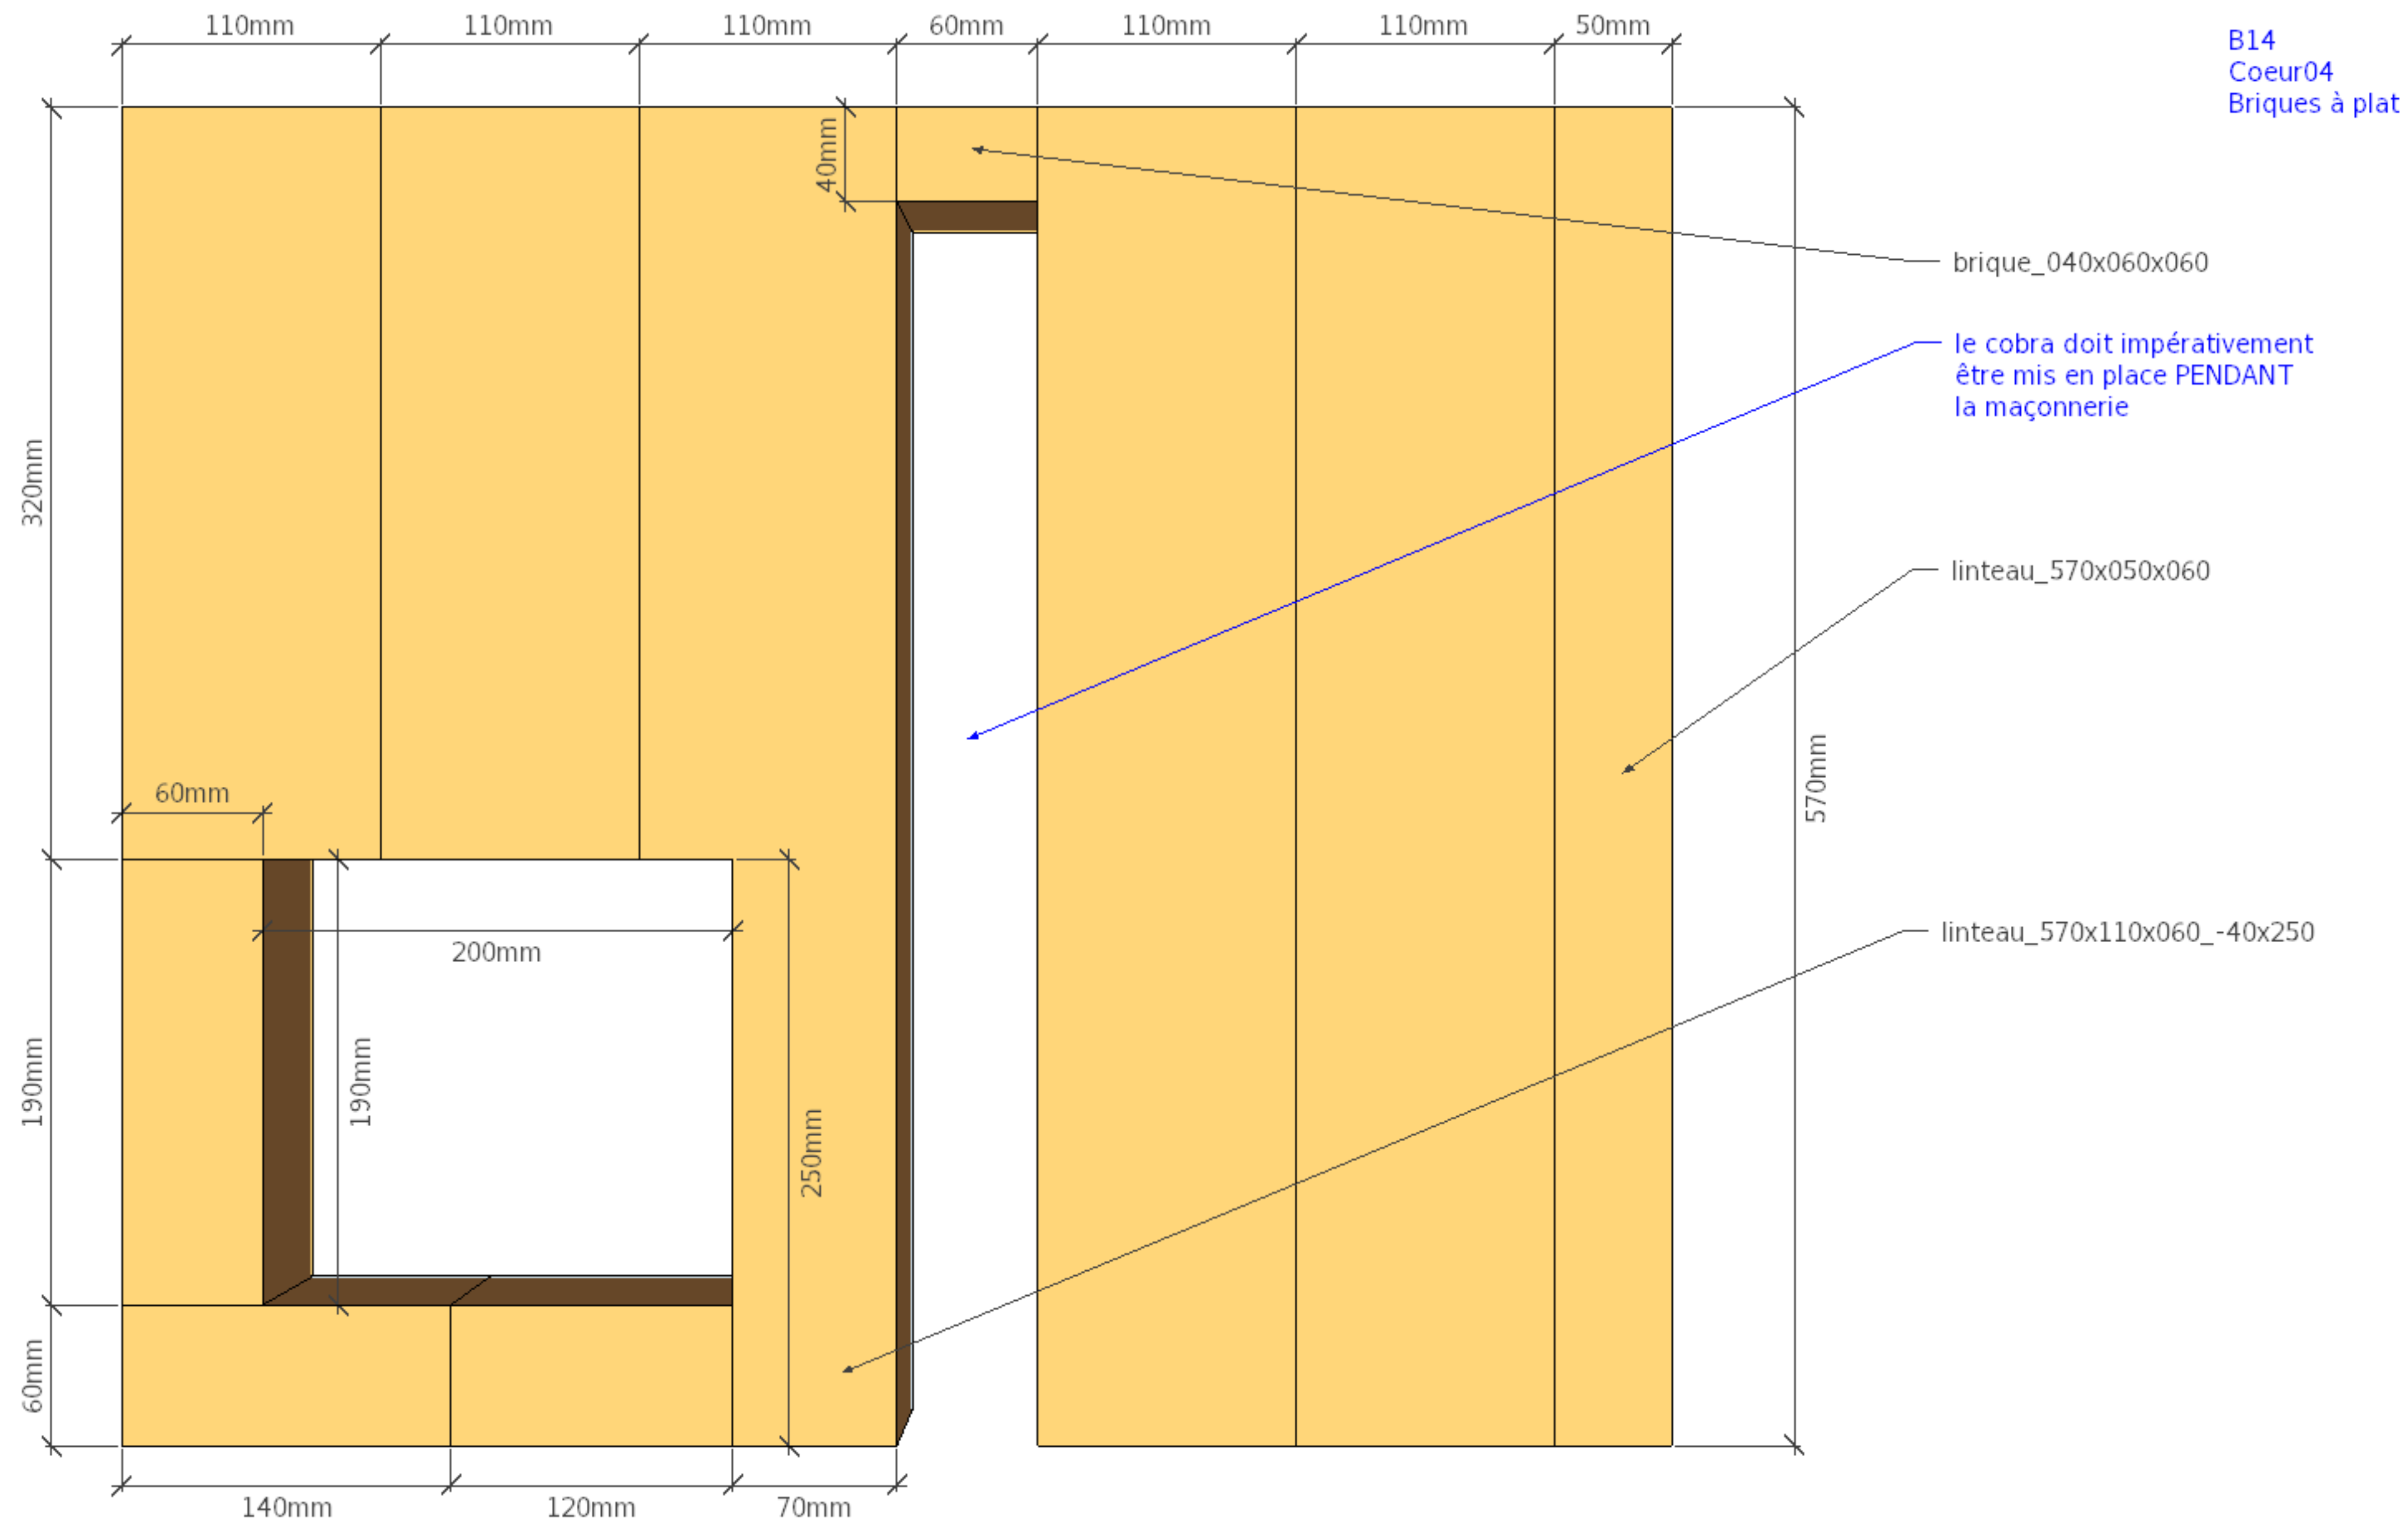 110mm
110mm
110mm
60mm
110mm
110mm
50mm
B14
Coeur04
Briques à plat
40mm
brique_040x060x060
le cobra doit impérativement
être mis en place PENDANT
la maçonnerie
320mm
linteau_570x050x060
570mm
60mm
linteau_570x110x060_-40x250
200mm
190mm
190mm
250mm
60mm
140mm
120mm
70mm